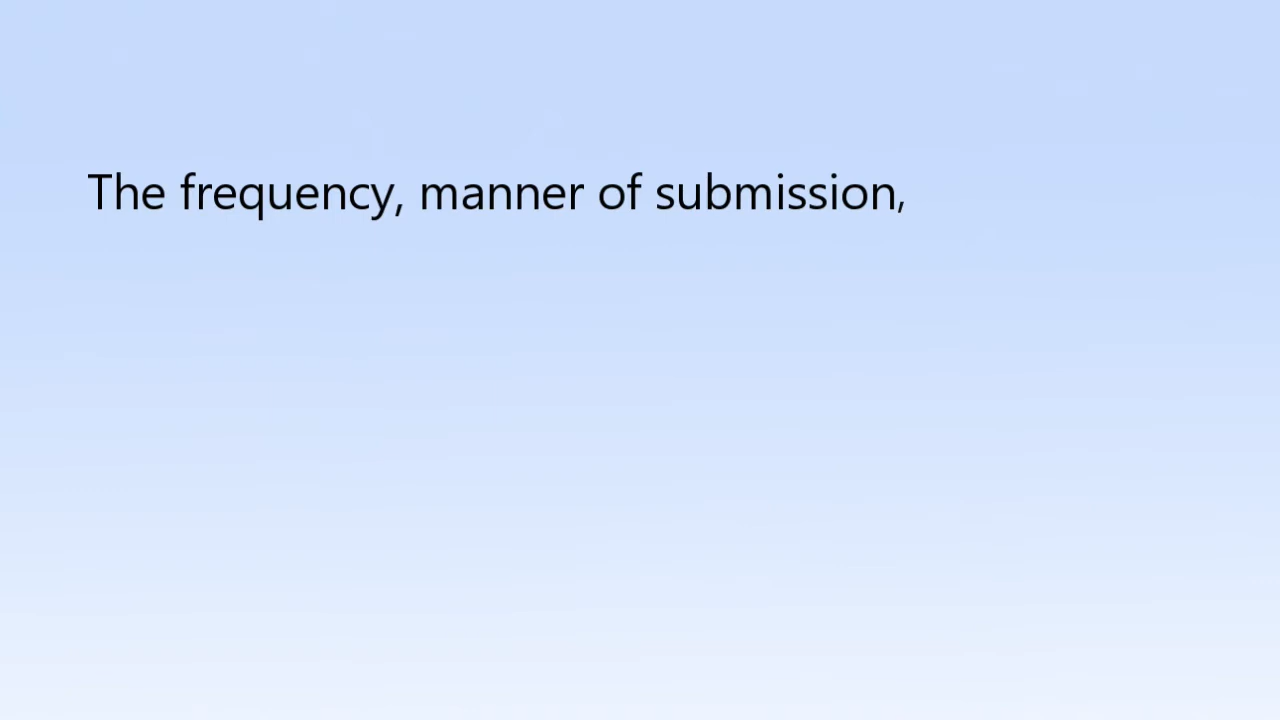 The frequency, manner of submission,